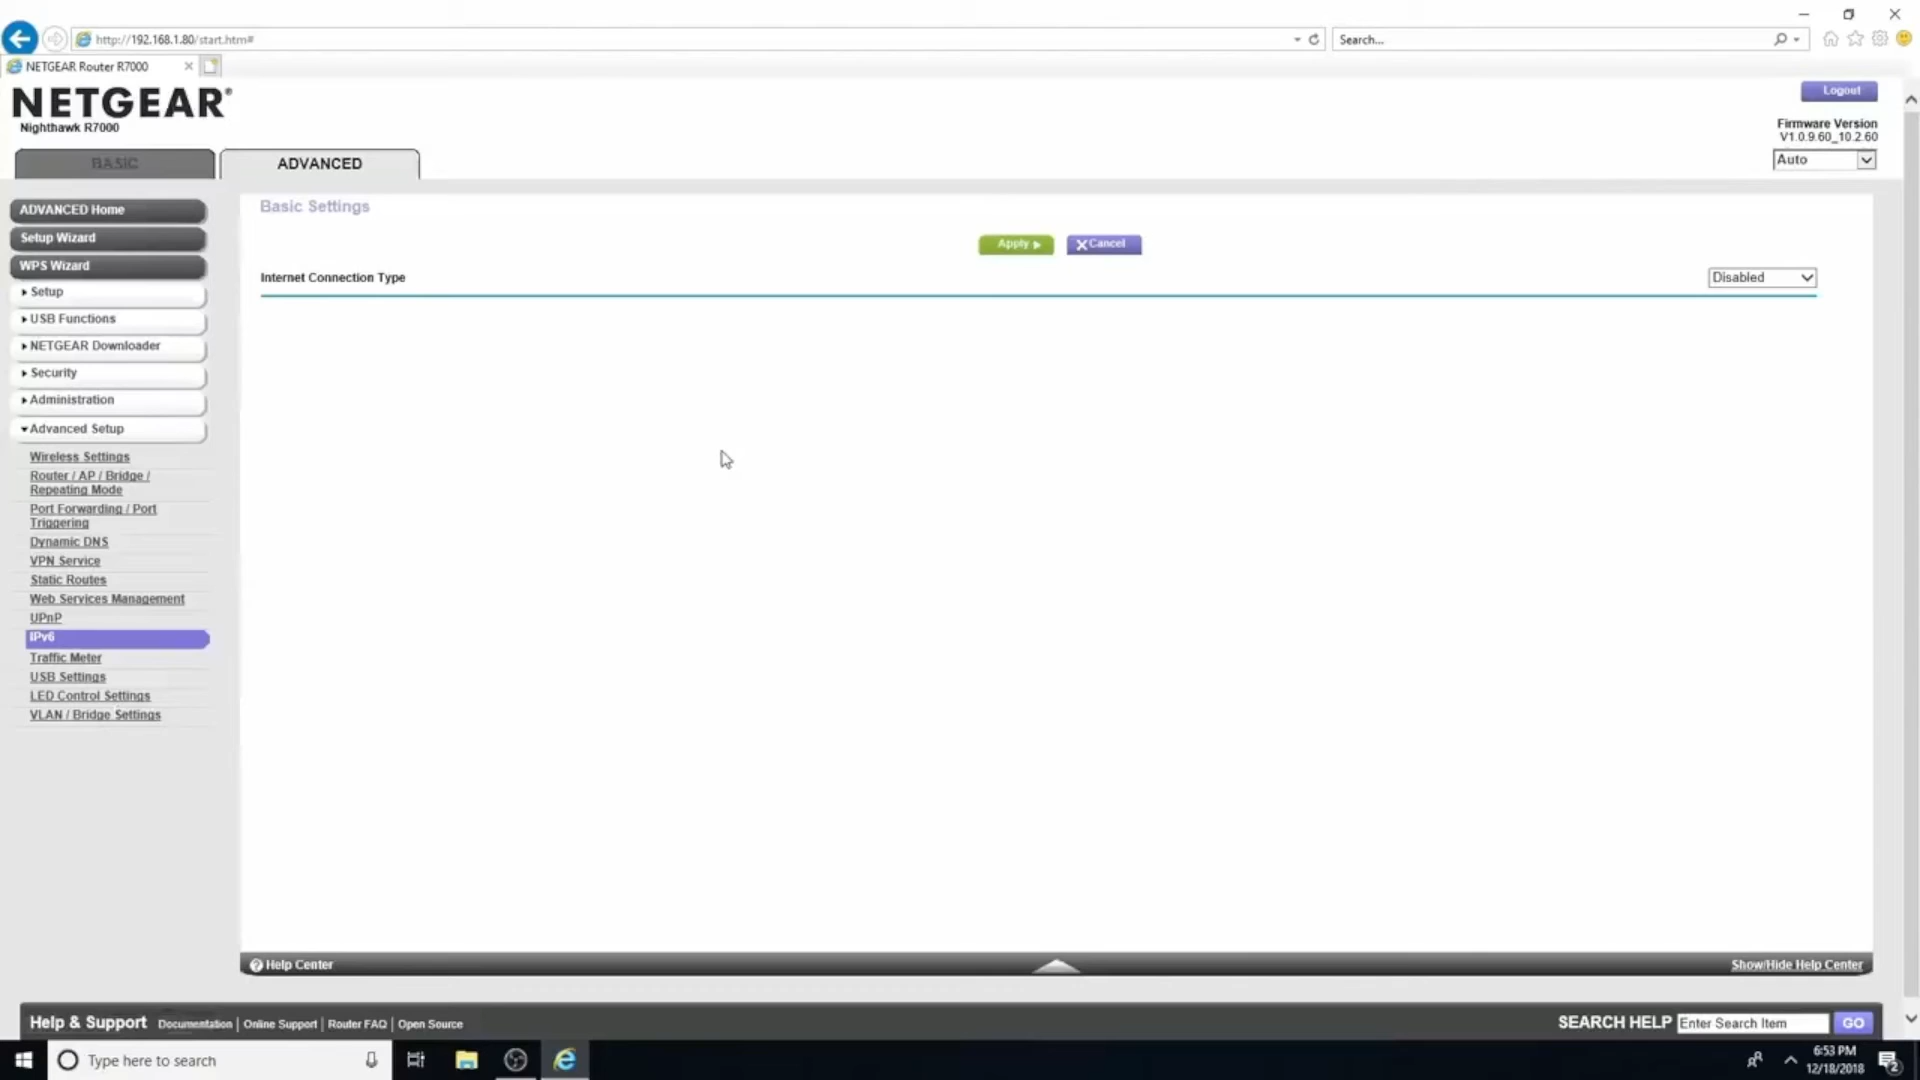 http://192.168.1.80/start.htm#
Search...
NETGEAR Router R7000
NETGEAR®
Nighthawk R7000
Logout
Firmware Version
V1.0.9.60_10.2.60
Auto
BASIC
ADVANCED
ADVANCED Home
Setup Wizard
WPS Wizard
Setup
USB Functions
NETGEAR Downloader
Security
Administration
Advanced Setup
Wireless Settings
Router / AP / Bridge /
Repeating Mode
Port Forwarding / Port
Triggering
Dynamic DNS
VPN Service
Static Routes
Web Services Management
UPnP
IPv6
Traffic Meter
USB Settings
LED Control Settings
VLAN / Bridge Settings
Basic Settings
Apply
Cancel
Internet Connection Type
Disabled
Help Center
Show/Hide Help Center
Help & Support Documentation | Online Support | Router FAQ | Open Source
SEARCH HELP Enter Search Item GO
Type here to search
6:53 PM
12/18/2018
2